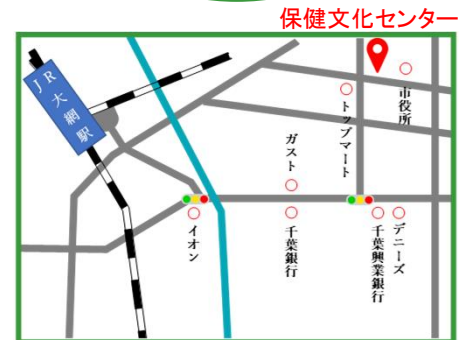 保健文化センター
JR大網駅
市役所
トップマート
ガスト
イオン
千葉銀行
千葉興業銀行
デニーズ